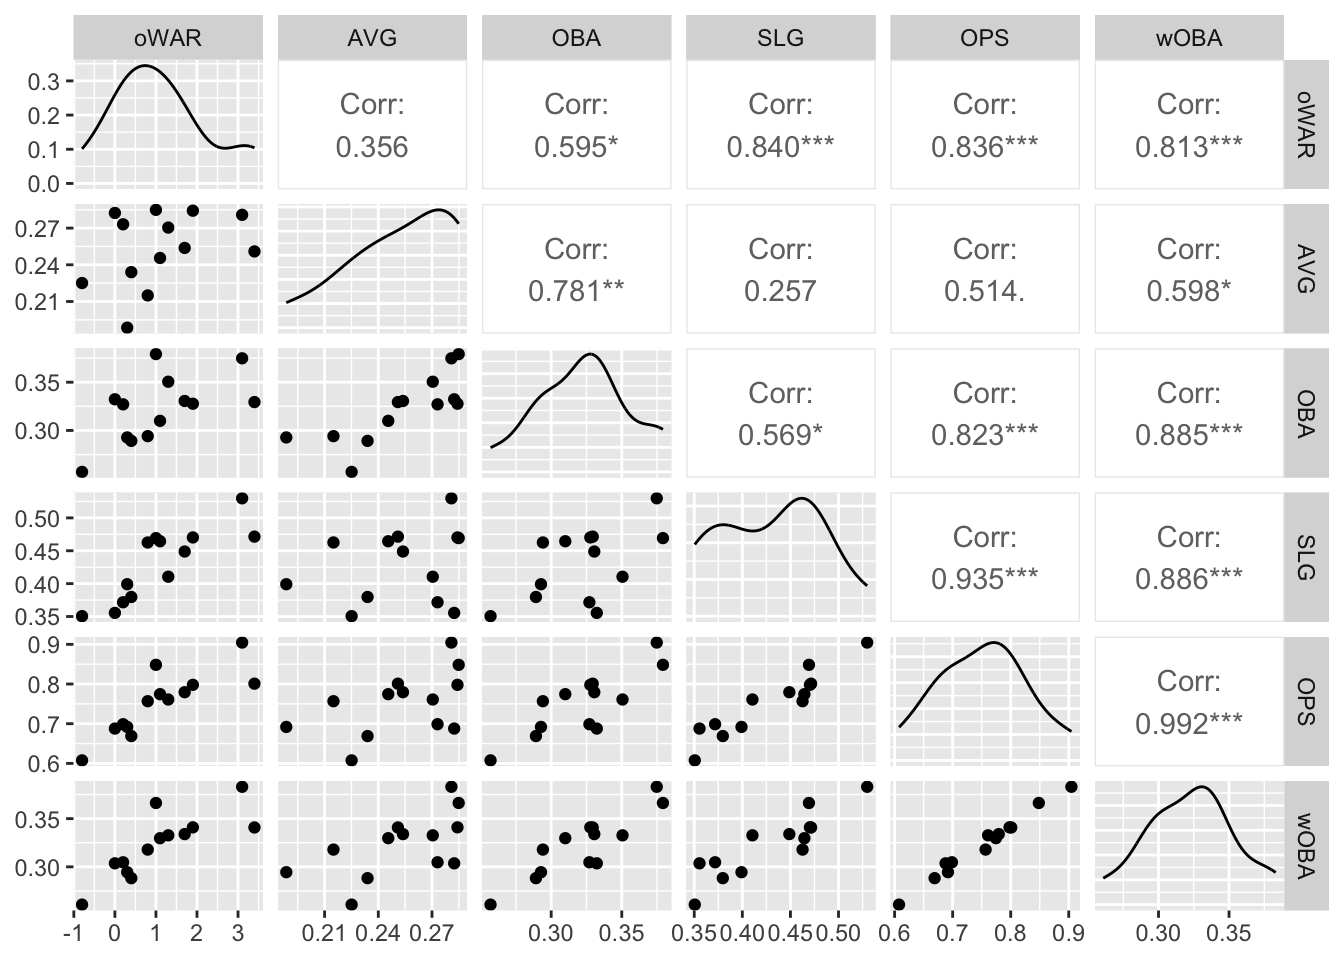 oWAR AVG OBA SLG OPS wOBA
0.3
0.2
0.1
0.0
Corr:
0.356
Corr:
0.595*
Corr:
0.840***
Corr:
0.836***
Corr:
0.813***
oWAR
0.27
0.24
0.21
Corr:
0.781**
Corr:
0.257
Corr:
0.514.
Corr:
0.598*
AVG
0.35
0.30
Corr:
0.569*
Corr:
0.823***
Corr:
0.885***
OBA
0.50
0.45
0.40
0.35
Corr:
0.935***
Corr:
0.886***
SLG
0.9
0.8
0.7
0.6
Corr:
0.992***
OPS
0.35
0.30
wOBA
-1 0 1 2 3 0.21 0.24 0.27 0.30 0.35 0.35 0.40 0.45 0.50 0.6 0.7 0.8 0.9 0.30 0.35